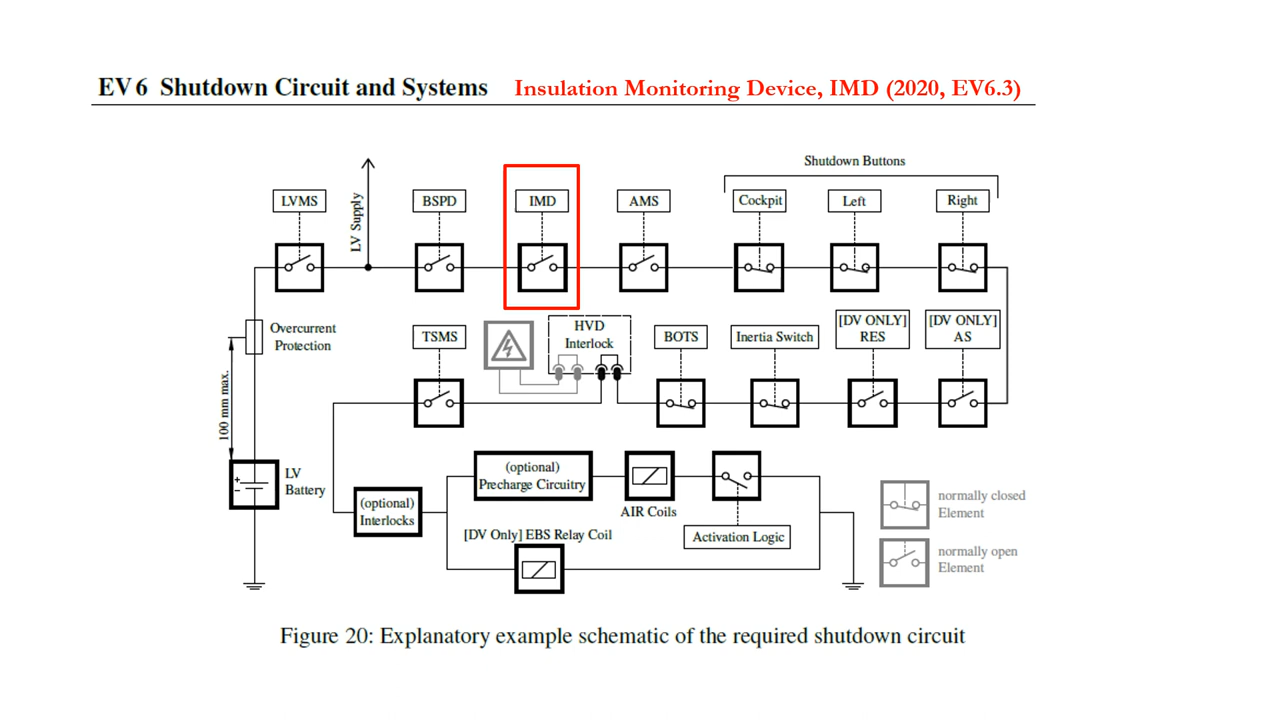 EV 6 Shutdown Circuit and Systems Insulation Monitoring Device, IMD (2020, EV6.3)
Shutdown Buttons
LVMS
LV Supply
BSPD
IMD
AMS
Cockpit
Left
Right
Overcurrent
Protection
TSMS
HVD
Interlock
BOTS
Inertia Switch
[DV ONLY]
RES
[DV ONLY]
AS
100 mm max.
+
-
LV
Battery
(optional)
Interlocks
(optional)
Precharge Circuitry
AIR Coils
Activation Logic
[DV Only] EBS Relay Coil
normally closed
Element
normally open
Element
Figure 20: Explanatory example schematic of the required shutdown circuit